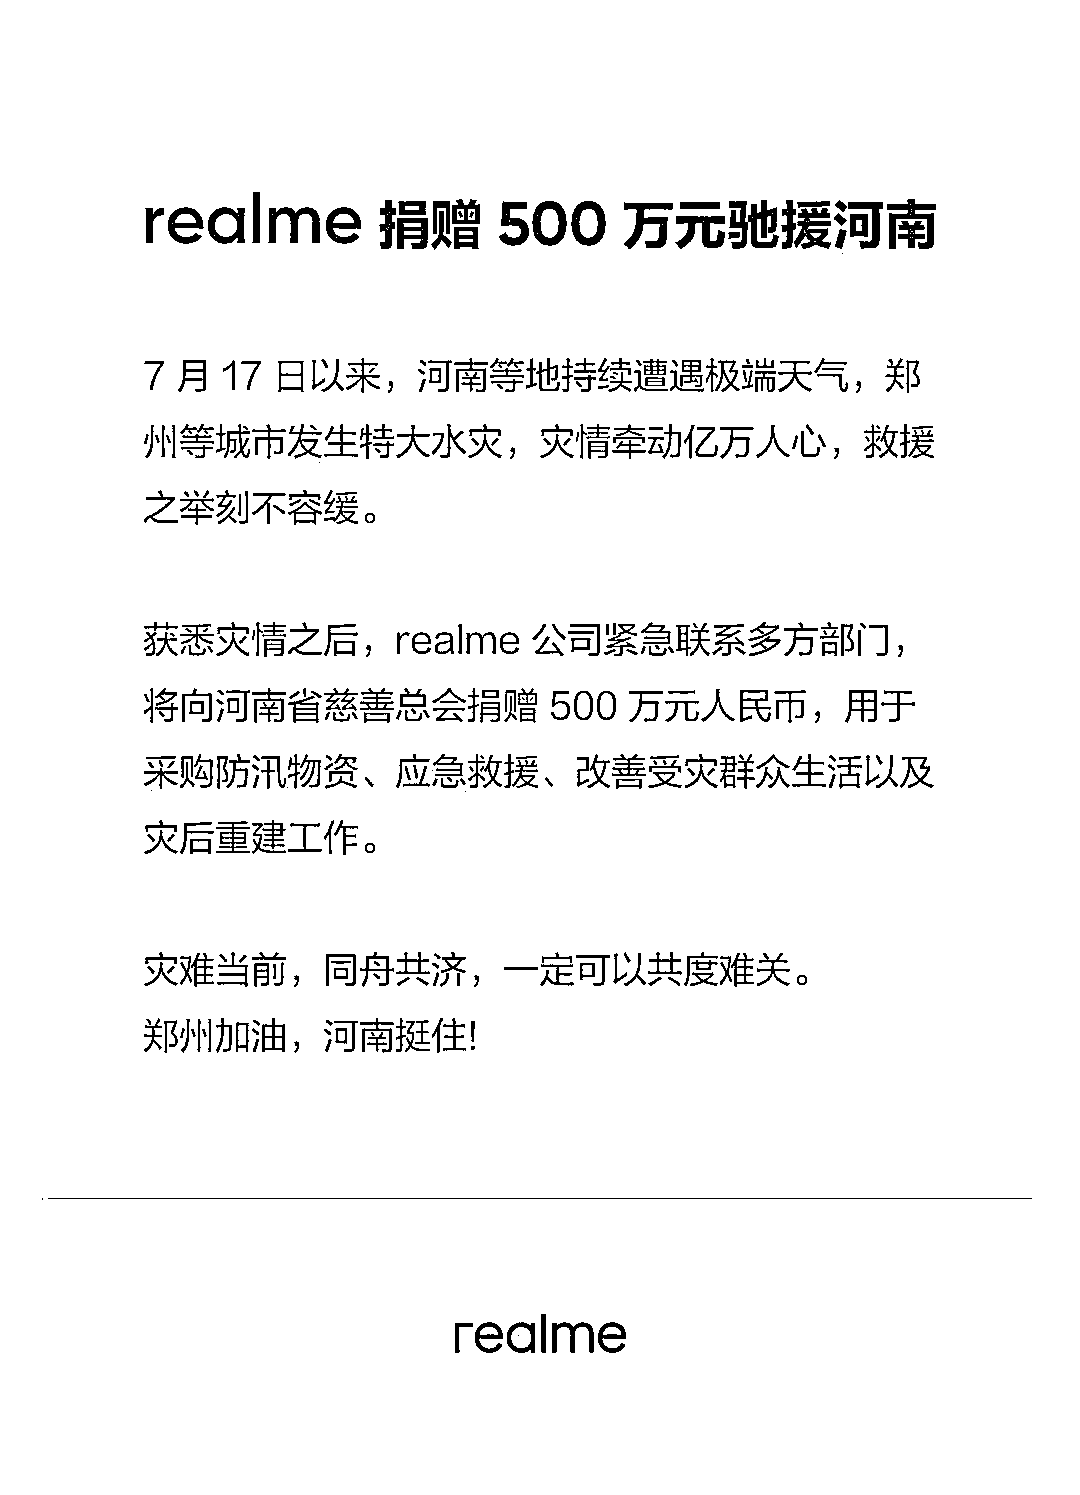 realme 捐赠 500 万元驰援河南
7 月 17 日以来，河南等地持续遭遇极端天气，郑
州等城市发生特大水灾，灾情牵动亿万人心，救援
之举刻不容缓。
获悉灾情之后，realme 公司紧急联系多方部门，
将向河南省慈善总会捐赠 500 万元人民币，用于
采购防汛物资、应急救援、改善受灾群众生活以及
灾后重建工作。
灾难当前，同舟共济，一定可以共度难关。
郑州加油，河南挺住!
realme